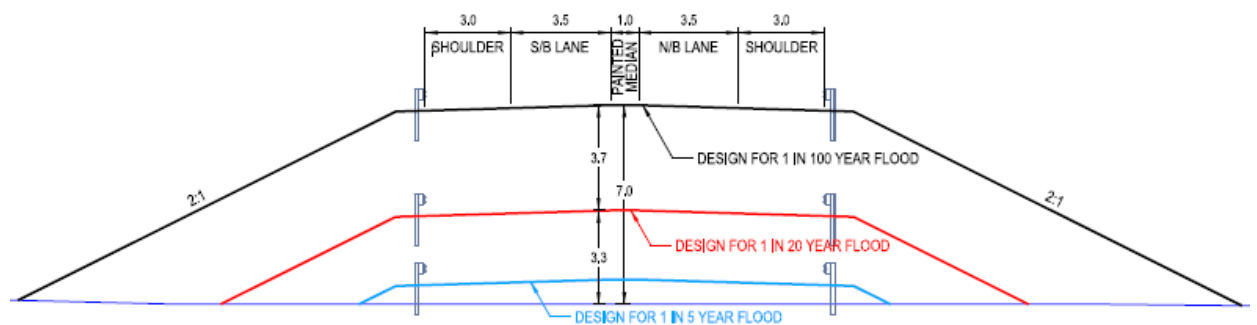 3.0 3.5 1.0 3.5 3.0
SHOULDER S/B LANE PAINTED MEDIAN N/B LANE SHOULDER
DESIGN FOR 1 IN 100 YEAR FLOOD
3.7
7.0
2:1 2:1
DESIGN FOR 1 IN 20 YEAR FLOOD
3.3
DESIGN FOR 1 IN 5 YEAR FLOOD